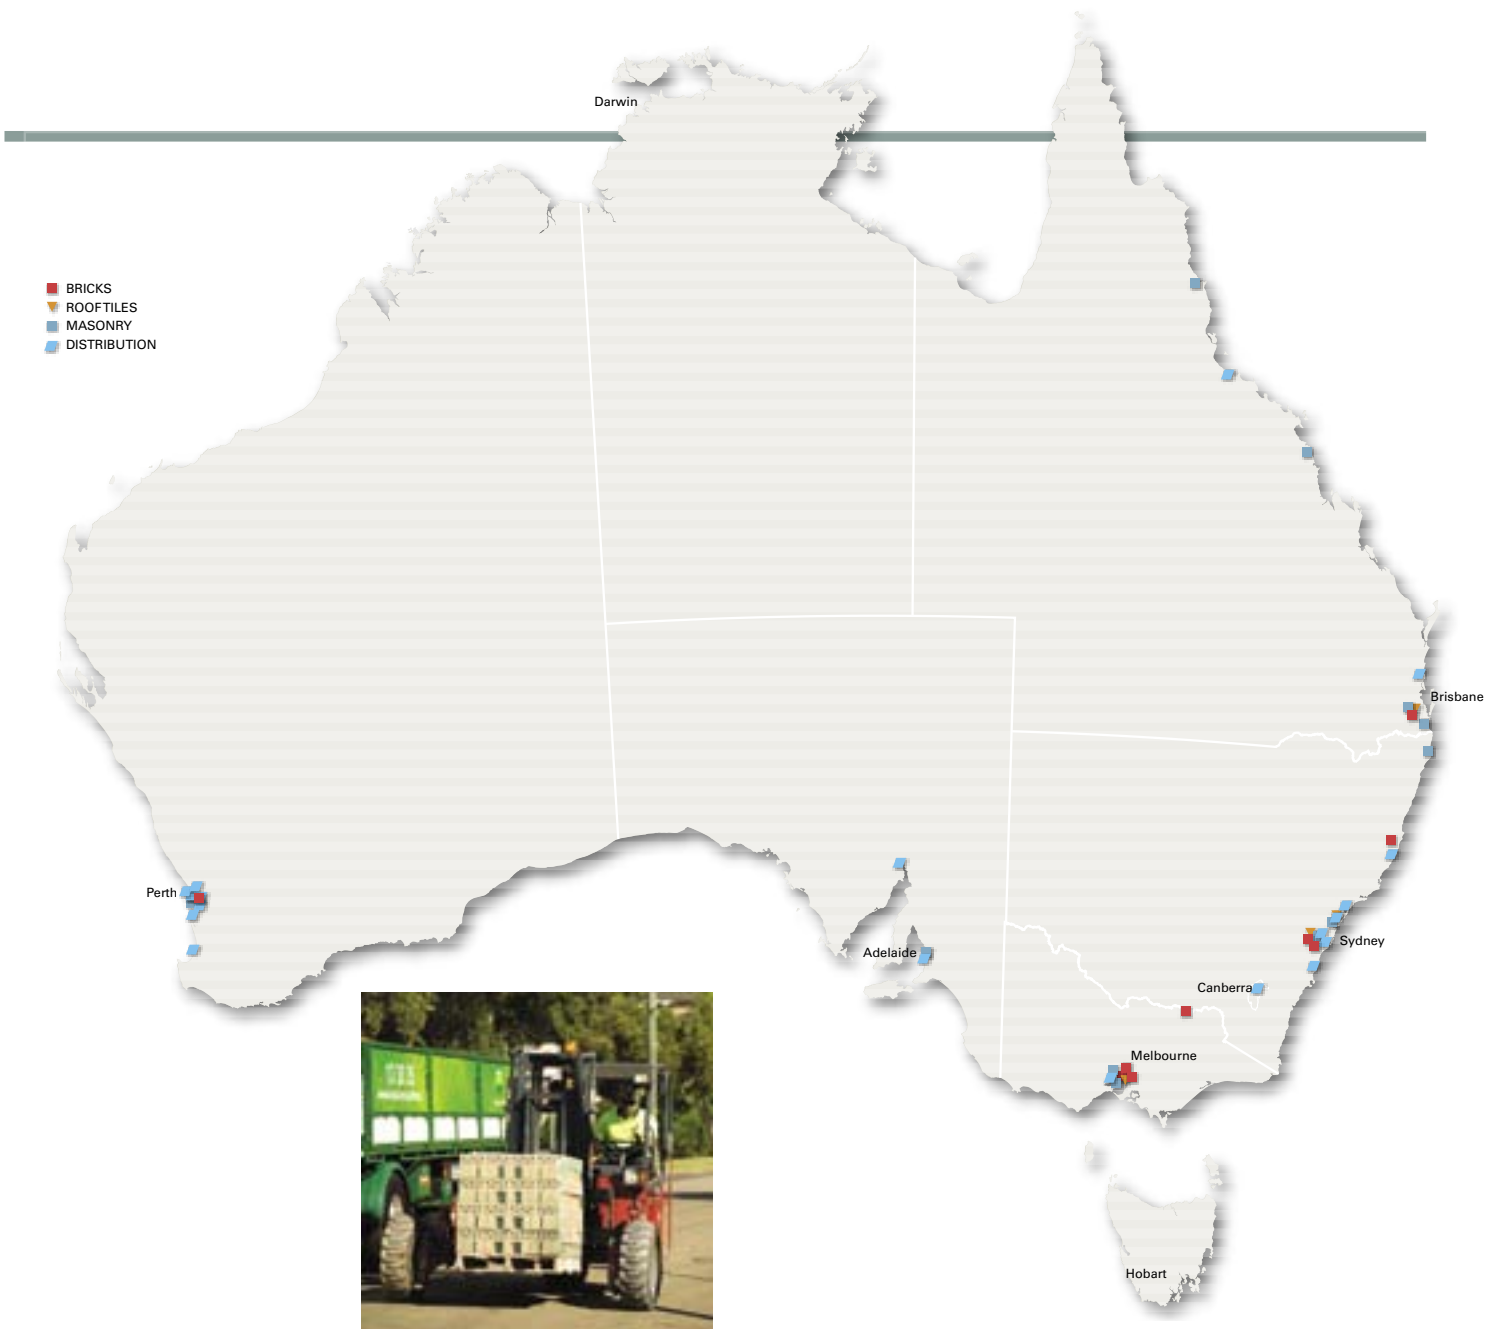 Darwin
BRICKS
ROOFTILES
MASONRY
DISTRIBUTION
Brisbane
Perth
Adelaide
Sydney
Canberra
Melbourne
Hobart